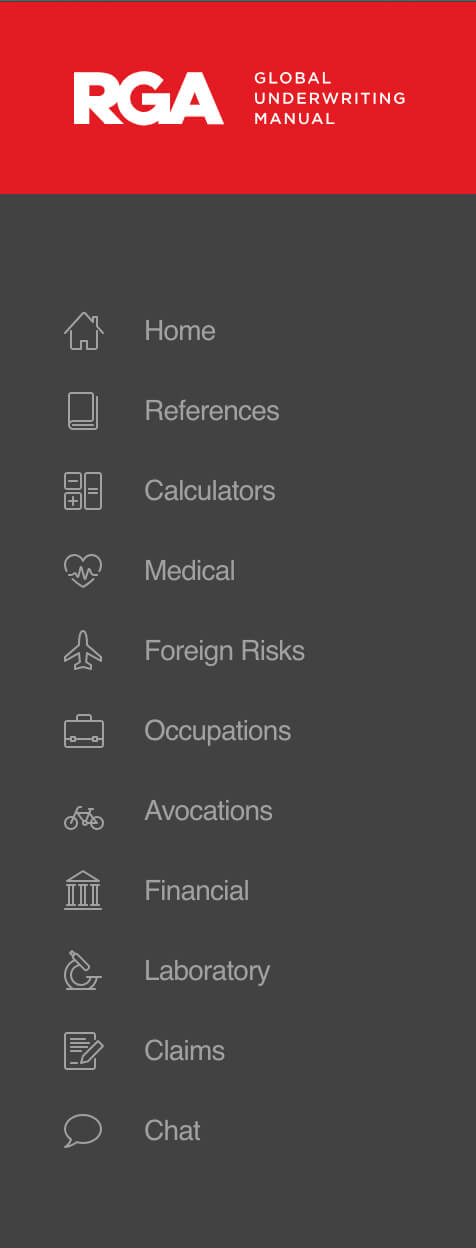 RGA
GLOBAL
UNDERWRITING
MANUAL
Home
References
Calculators
Medical
Foreign Risks
Occupations
Avocations
Financial
Laboratory
Claims
Chat